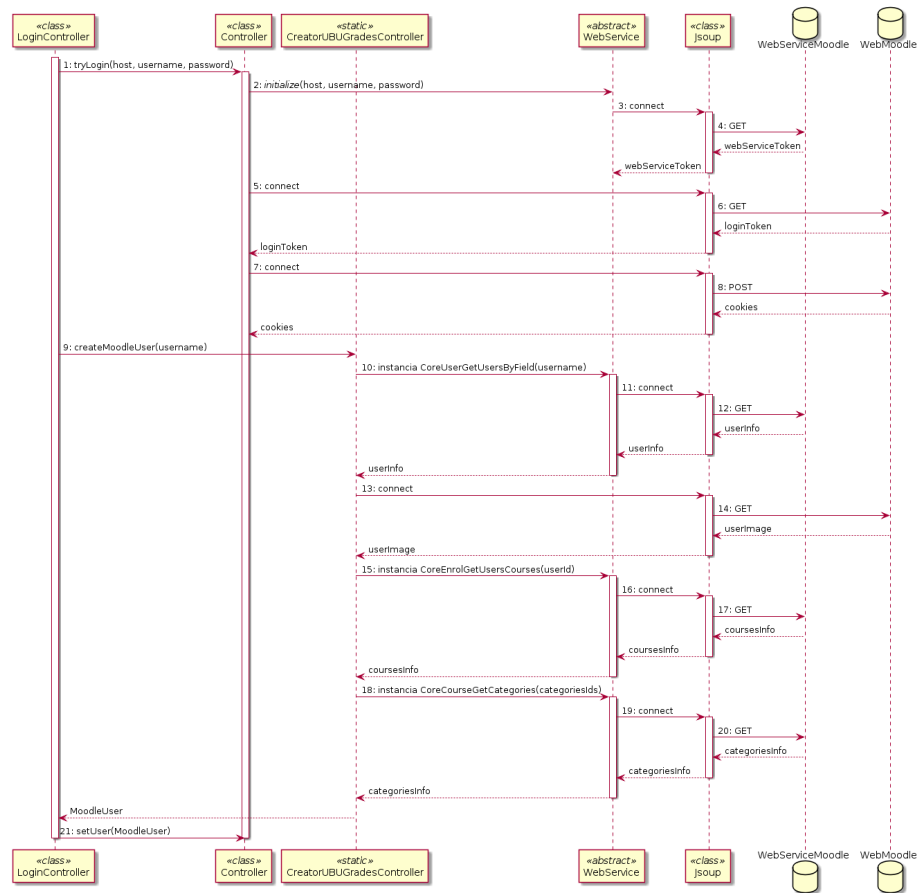 «class»
LoginController
«class»
Controller
«static»
CreatorUBUGradesController
«abstract»
WebService
«class»
Jsoup
WebServiceMoodle
WebMoodle
1: tryLogin(host, username, password)
2: initialize(host, username, password)
3: connect
4: GET
webServiceToken
webServiceToken
5: connect
6: GET
loginToken
loginToken
7: connect
8: POST
cookies
cookies
9: createMoodleUser(username)
10: instancia CoreUserGetUsersByField(username)
11: connect
12: GET
userInfo
userInfo
userInfo
13: connect
14: GET
userImage
userImage
15: instancia CoreEnrolGetUsersCourses(userId)
16: connect
17: GET
coursesInfo
coursesInfo
coursesInfo
18: instancia CoreCourseGetCategories(categoriesIds)
19: connect
20: GET
categoriesInfo
categoriesInfo
categoriesInfo
MoodleUser
21: setUser(MoodleUser)
«class»
LoginController
«class»
Controller
«static»
CreatorUBUGradesController
«abstract»
WebService
«class»
Jsoup
WebServiceMoodle
WebMoodle